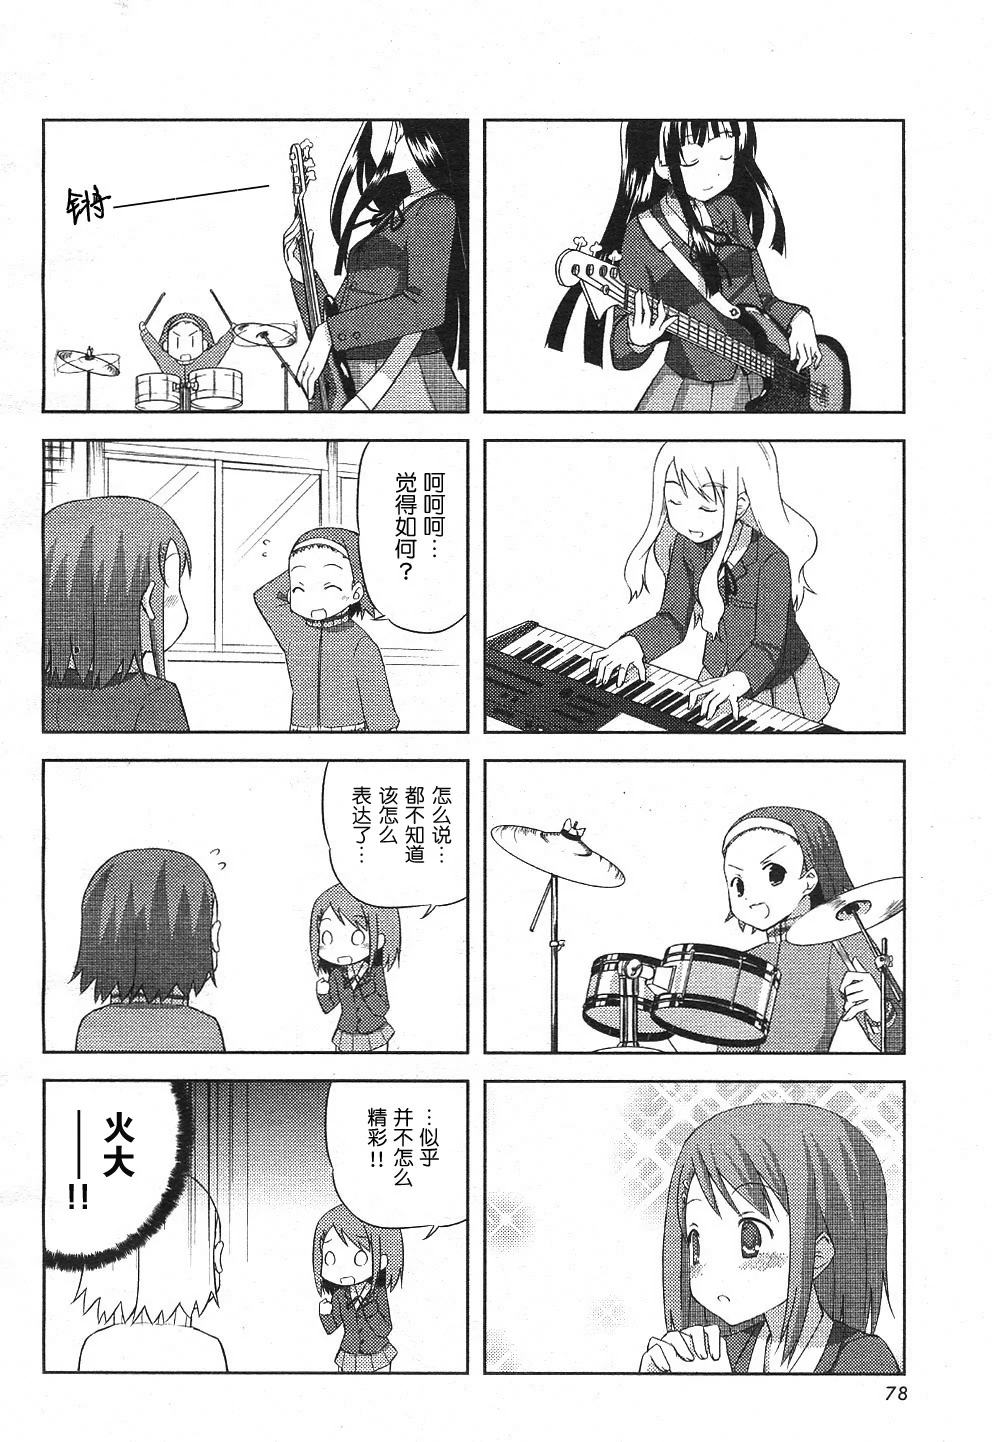 锵——
呵呵呵…
觉得如何？
怎么说…
都不知道
该怎么
表达了…
…似乎
并不怎么
精彩!!
火大
——!!
78